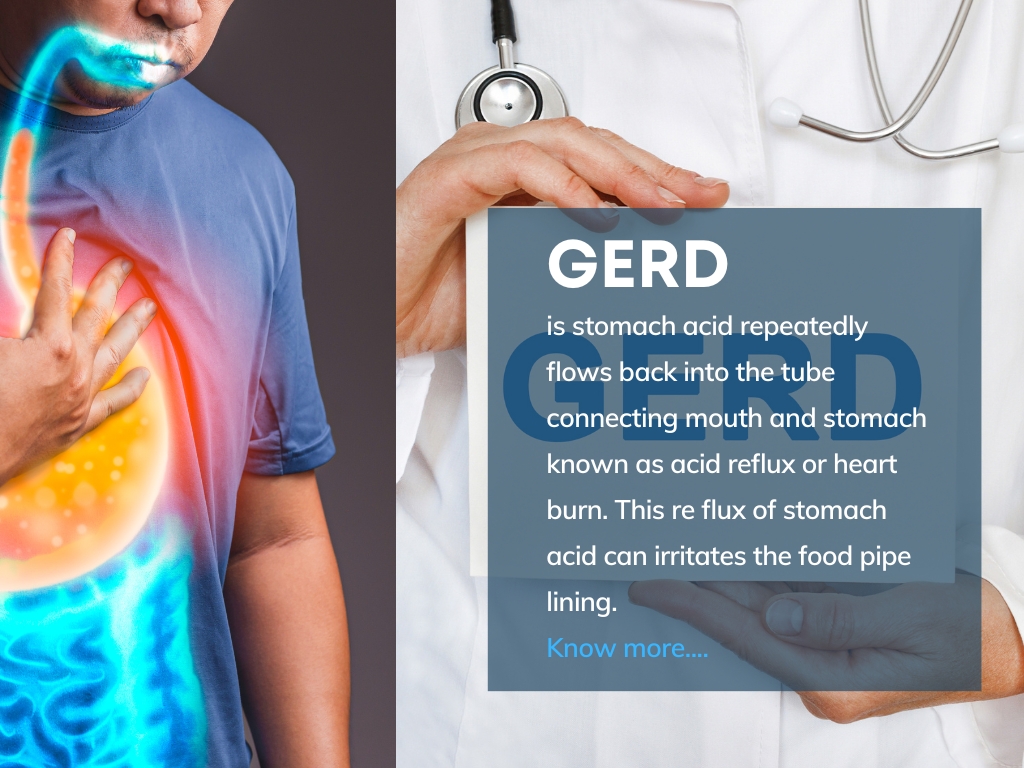 GERD
is stomach acid repeatedly
flows back into the tube
connecting mouth and stomach
known as acid reflux or heart
burn. This re flux of stomach
acid can irritates the food pipe
lining.
Know more....
GERD